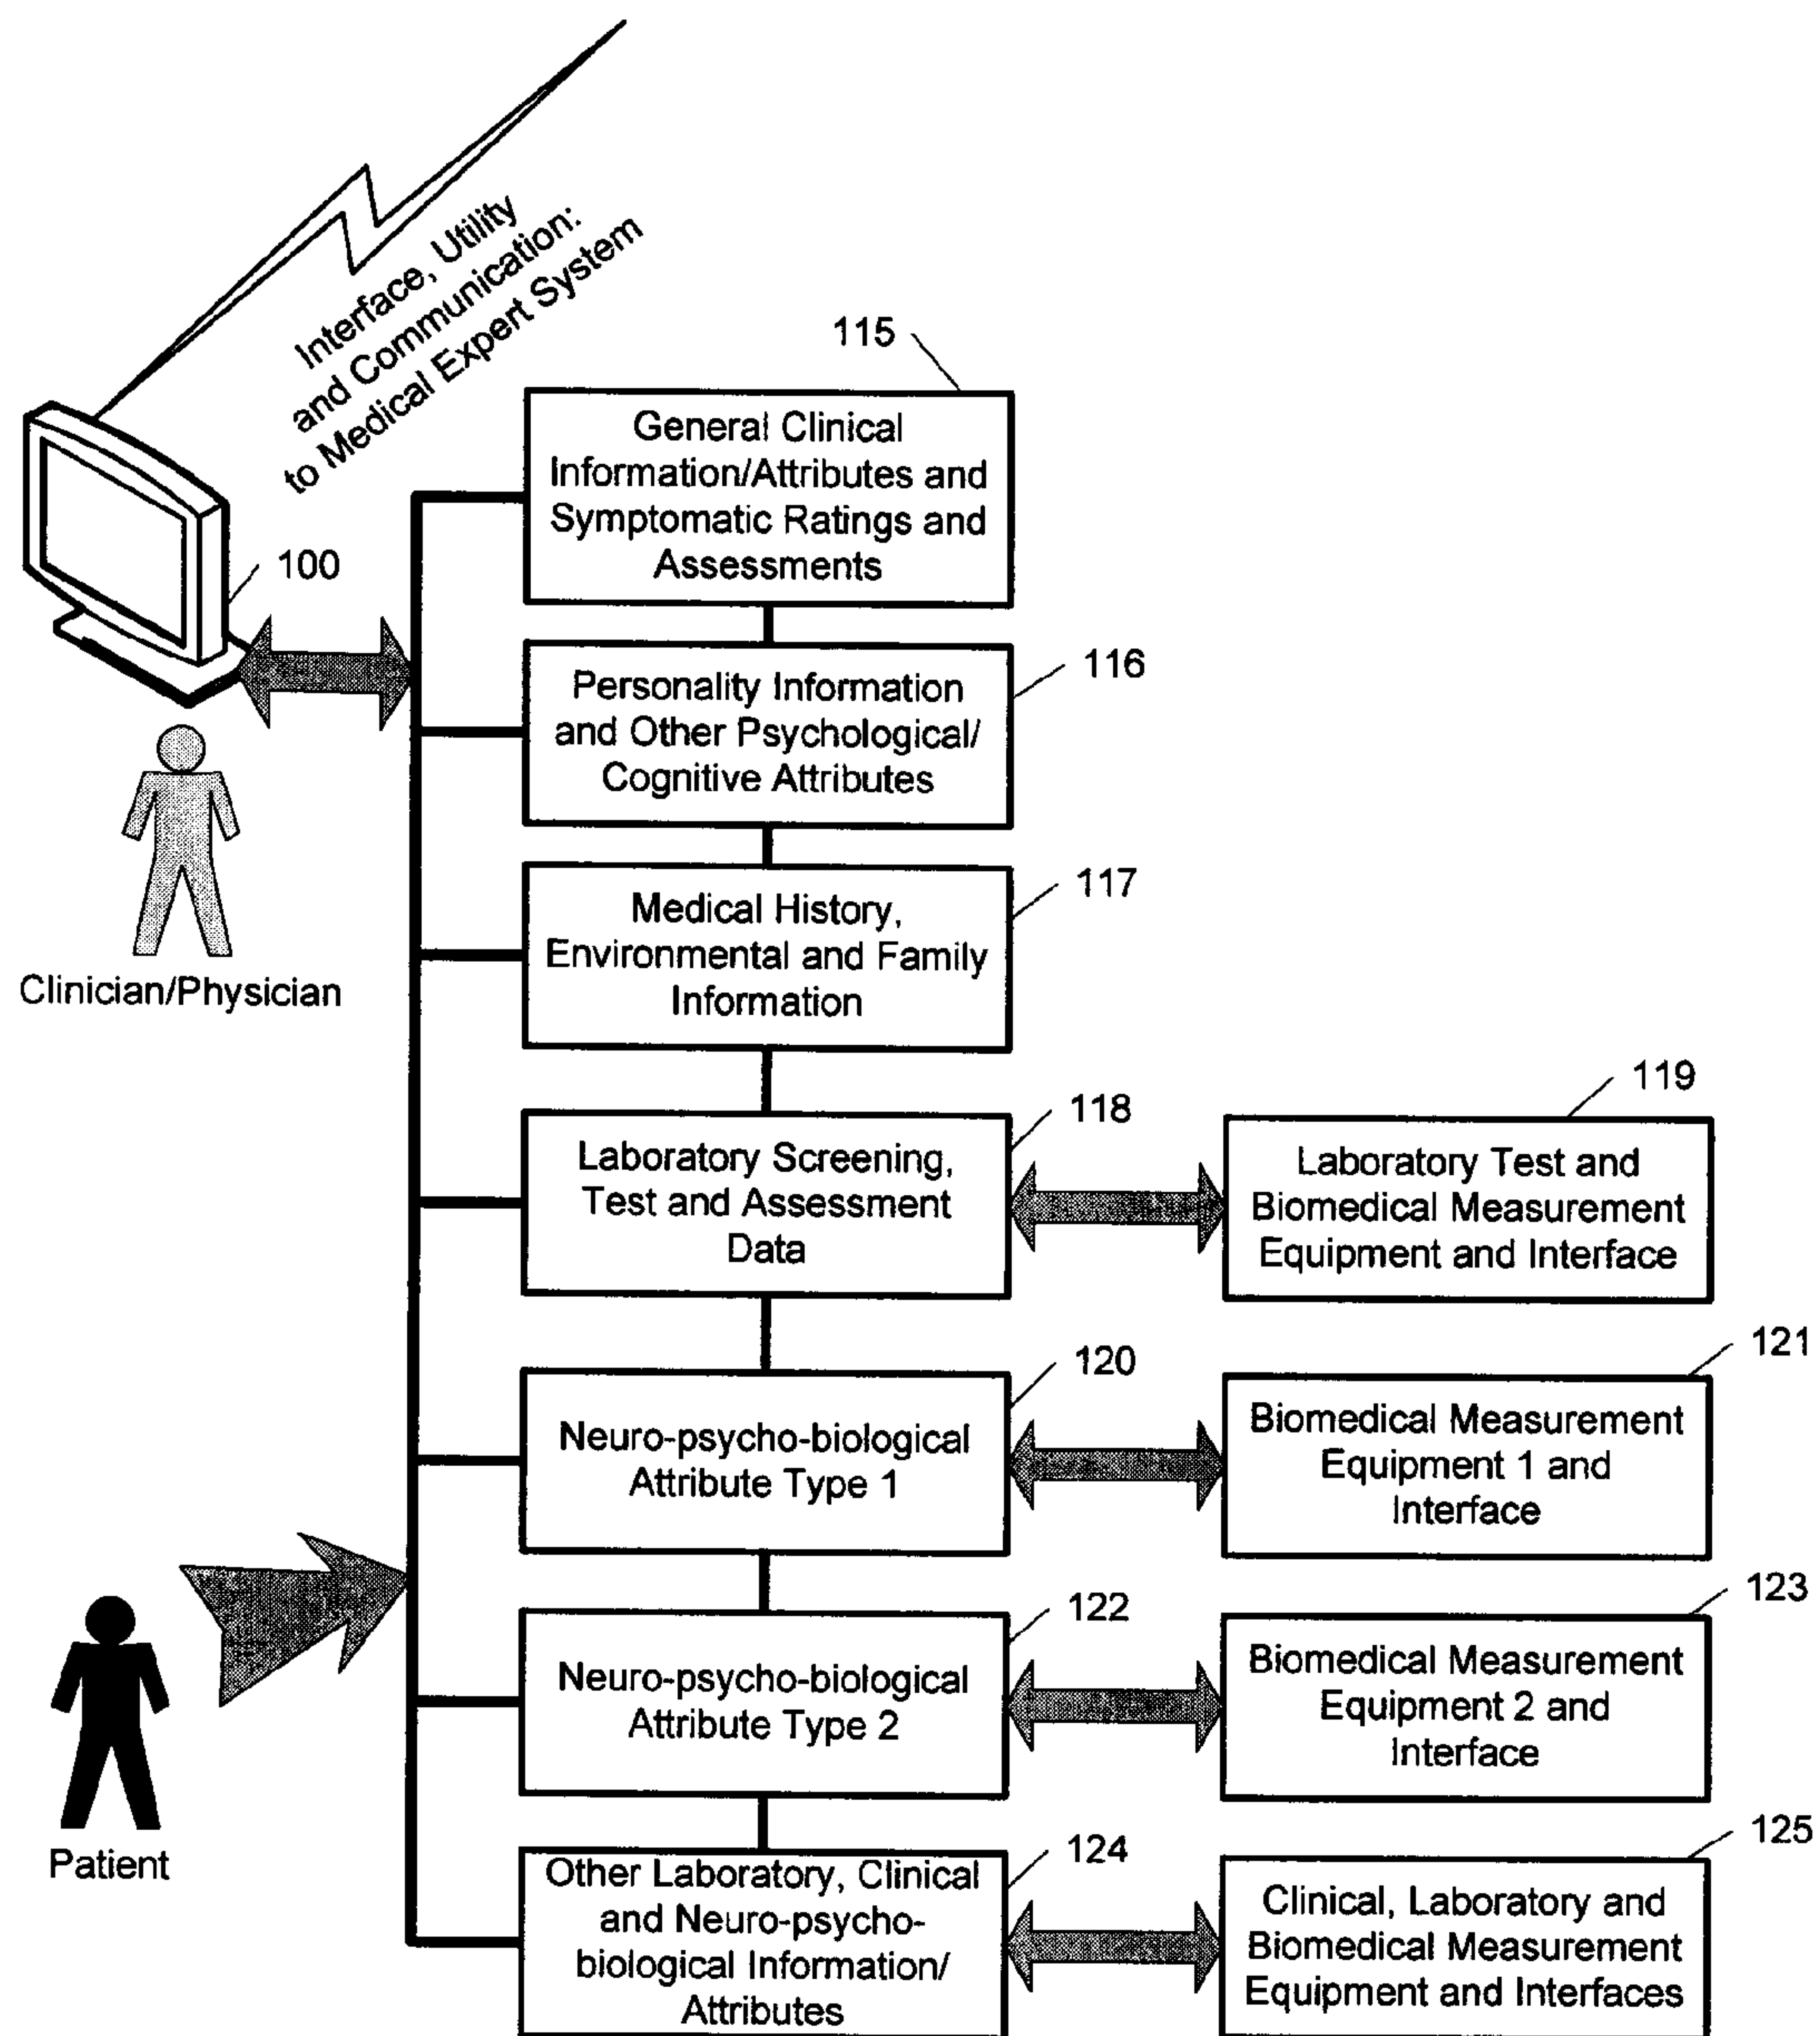 Interface, Utility
and Communication:
to Medical Expert System
115
General Clinical
Information/Attributes and
Symptomatic Ratings and
Assessments
100
116
Personality Information
and Other Psychological/
Cognitive Attributes
117
Medical History,
Environmental and Family
Information
Clinician/Physician
118
Laboratory Screening,
Test and Assessment
Data
119
Laboratory Test and
Biomedical Measurement
Equipment and Interface
120
Neuro-psycho-biological
Attribute Type 1
121
Biomedical Measurement
Equipment 1 and
Interface
122
Neuro-psycho-biological
Attribute Type 2
123
Biomedical Measurement
Equipment 2 and
Interface
Patient
124
Other Laboratory, Clinical
and Neuro-psycho-
biological Information/
Attributes
125
Clinical, Laboratory and
Biomedical Measurement
Equipment and Interfaces